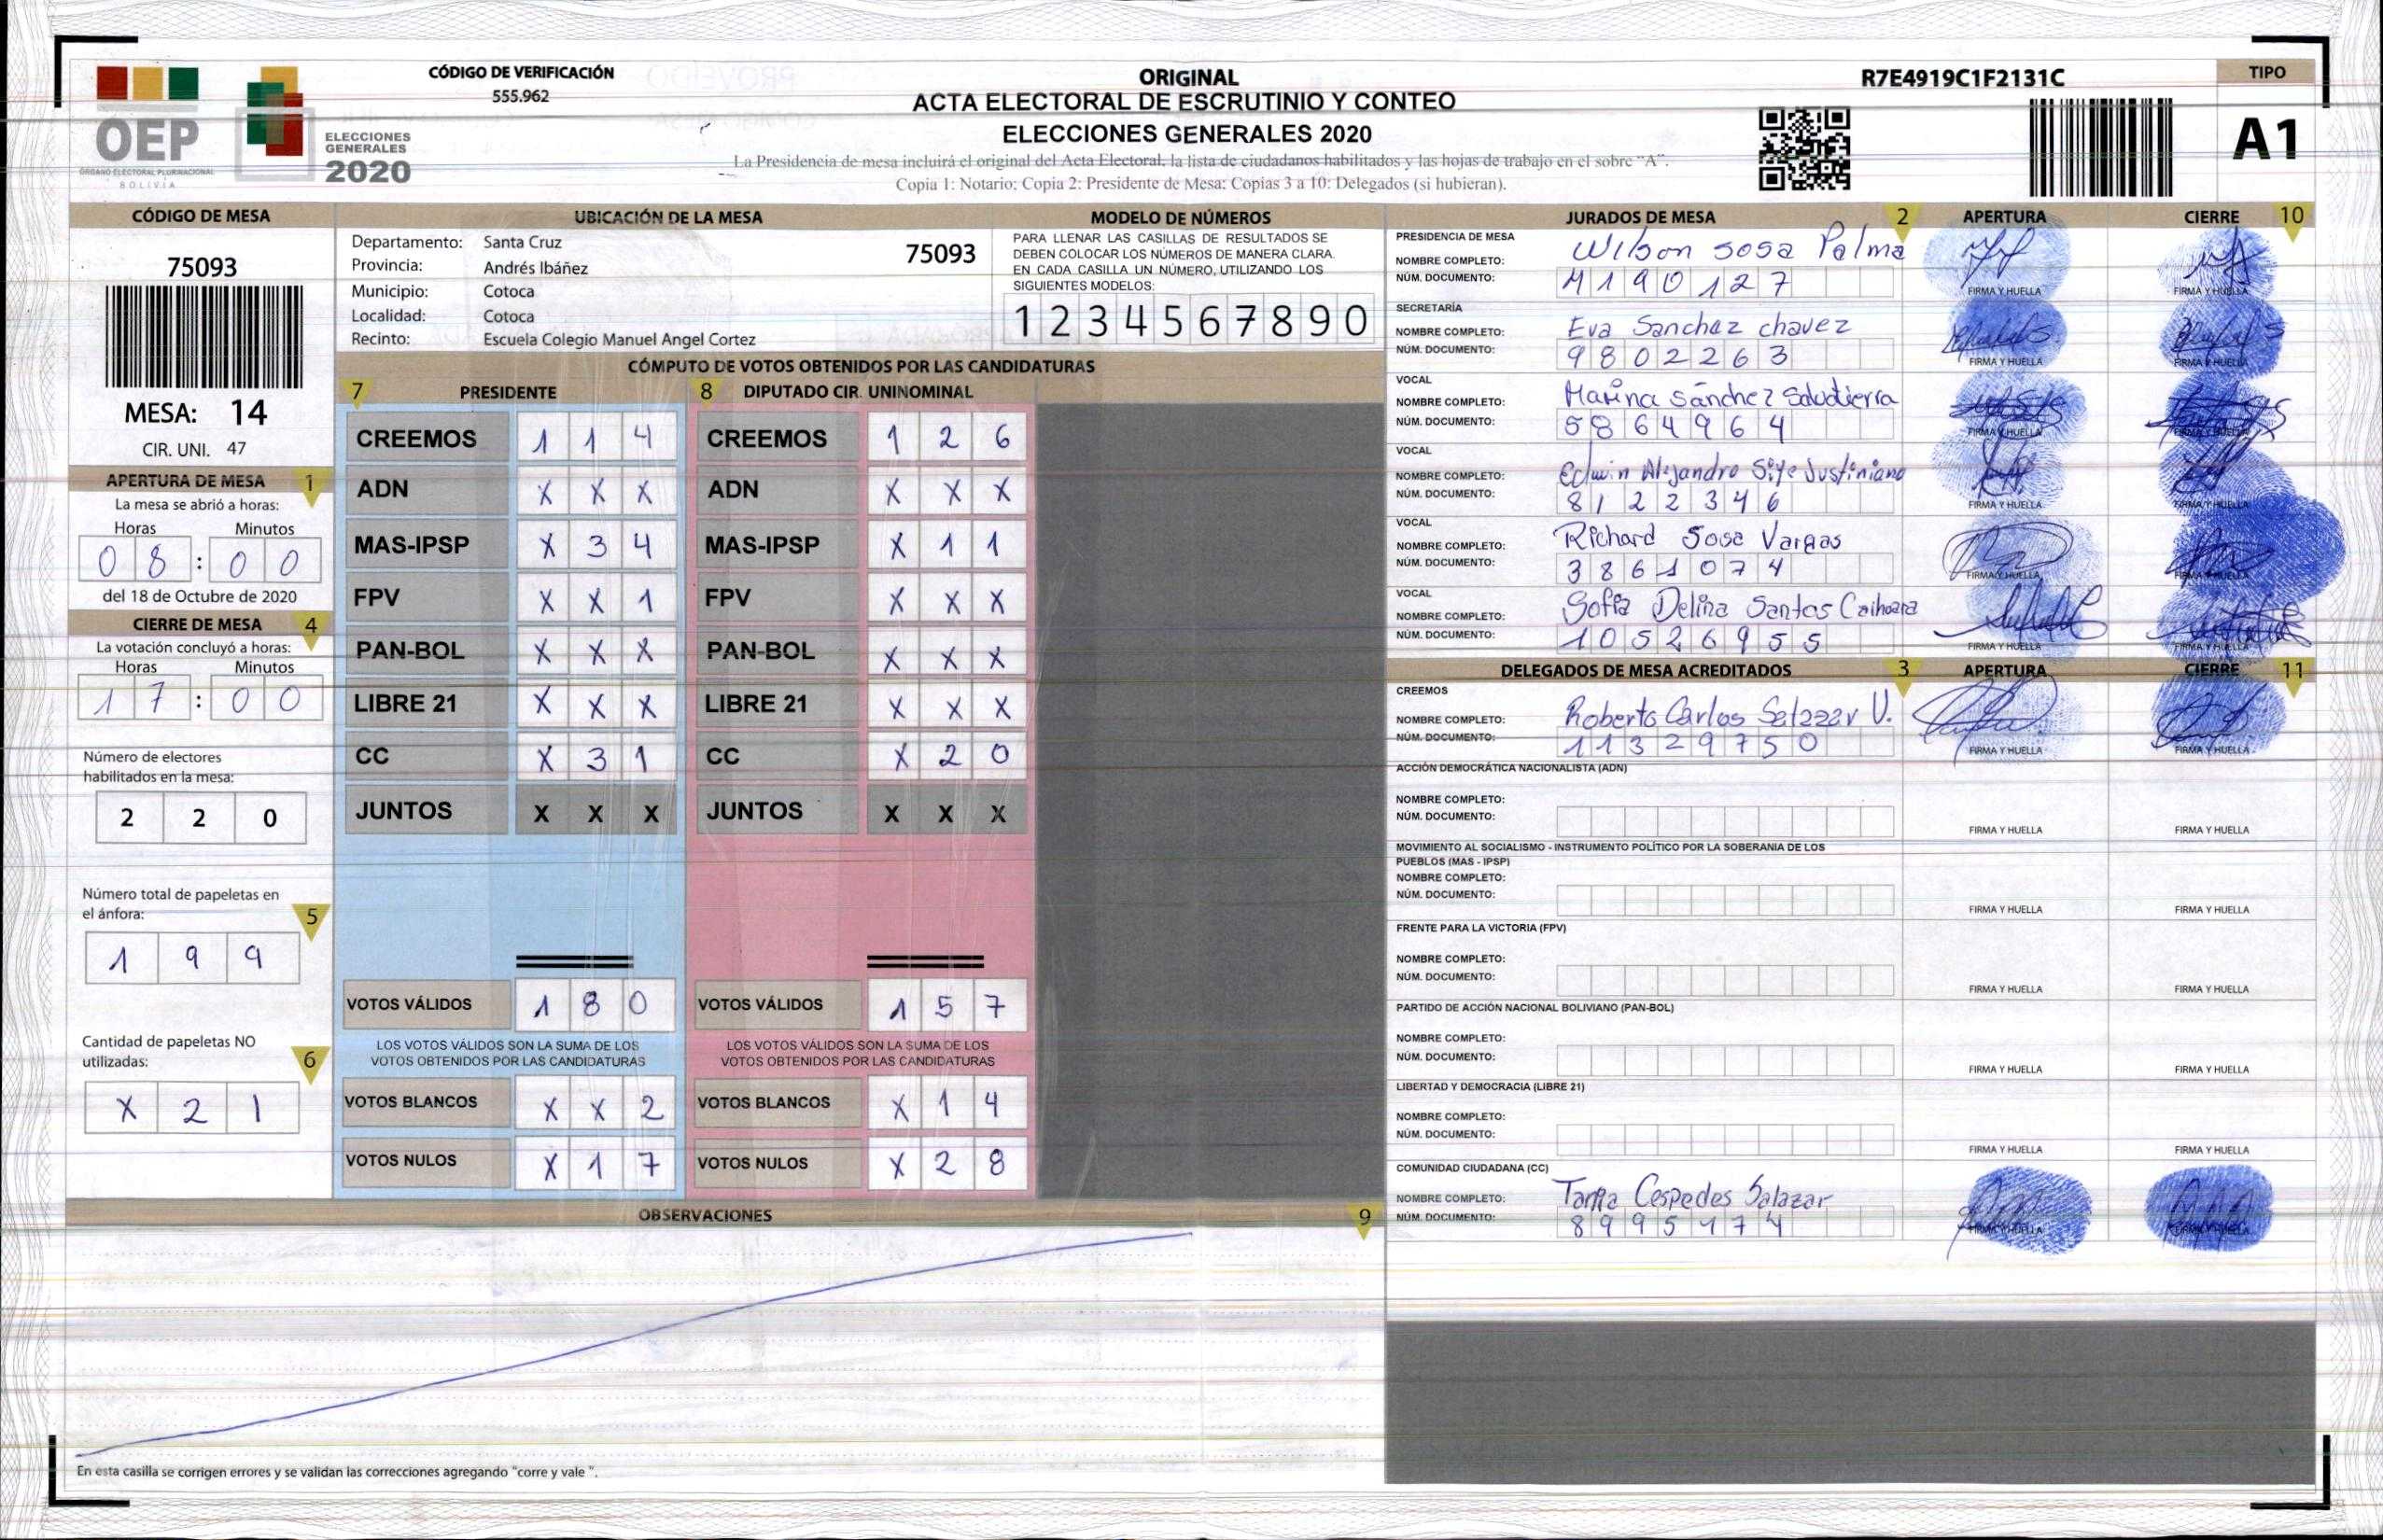 OEP
ÓRGANO ELECTORAL PLURINACIONAL
BOLIVIA
ELECCIONES
GENERALES
2020
CÓDIGO DE VERIFICACIÓN
555.962
ORIGINAL
ACTA ELECTORAL DE ESCRUTINIO Y CONTEO
ELECCIONES GENERALES 2020
La Presidencia de mesa incluirá el original del Acta Electoral, la lista de ciudadanos habilitados y las hojas de trabajo en el sobre "A".
Copia 1: Notario; Copia 2: Presidente de Mesa; Copias 3 a 10: Delegados (si hubieran).
R7E4919C1F2131C
TIPO
A1
CÓDIGO DE MESA
75093
MESA: 14
CIR. UNI. 47
APERTURA DE MESA 1
La mesa se abrió a horas:
Horas Minutos
0 8 : 0 0
del 18 de Octubre de 2020
CIERRE DE MESA 4
La votación concluyó a horas:
Horas Minutos
1 7 : 0 0
Número de electores
habilitados en la mesa:
2 2 0
Número total de papeletas en
el ánfora: 5
1 9 9
Cantidad de papeletas NO
utilizadas: 6
X 2 1
UBICACIÓN DE LA MESA
Departamento: Santa Cruz 75093
Provincia: Andrés Ibáñez
Municipio: Cotoca
Localidad: Cotoca
Recinto: Escuela Colegio Manuel Angel Cortez
MODELO DE NÚMEROS
PARA LLENAR LAS CASILLAS DE RESULTADOS SE
DEBEN COLOCAR LOS NÚMEROS DE MANERA CLARA.
EN CADA CASILLA UN NÚMERO, UTILIZANDO LOS
SIGUIENTES MODELOS:
1 2 3 4 5 6 7 8 9 0
CÓMPUTO DE VOTOS OBTENIDOS POR LAS CANDIDATURAS
7 PRESIDENTE
CREEMOS 1 1 4
ADN X X X
MAS-IPSP X 3 4
FPV X X 1
PAN-BOL X X X
LIBRE 21 X X X
CC X 3 1
JUNTOS X X X
VOTOS VÁLIDOS 1 8 0
LOS VOTOS VÁLIDOS SON LA SUMA DE LOS
VOTOS OBTENIDOS POR LAS CANDIDATURAS
VOTOS BLANCOS X X 2
VOTOS NULOS X 1 7
8 DIPUTADO CIR. UNINOMINAL
CREEMOS 1 2 6
ADN X X X
MAS-IPSP X 1 1
FPV X X X
PAN-BOL X X X
LIBRE 21 X X X
CC X 2 0
JUNTOS X X X
VOTOS VÁLIDOS 1 5 7
LOS VOTOS VÁLIDOS SON LA SUMA DE LOS
VOTOS OBTENIDOS POR LAS CANDIDATURAS
VOTOS BLANCOS X 1 4
VOTOS NULOS X 2 8
OBSERVACIONES 9
En esta casilla se corrigen errores y se validan las correcciones agregando "corre y vale".
JURADOS DE MESA 2 APERTURA CIERRE 10
PRESIDENCIA DE MESA
NOMBRE COMPLETO: Wilson sosa Palma
NÚM. DOCUMENTO: 4190127
FIRMA Y HUELLA FIRMA Y HUELLA
SECRETARÍA
NOMBRE COMPLETO: Eva Sanchez chavez
NÚM. DOCUMENTO: 9802263
FIRMA Y HUELLA FIRMA Y HUELLA
VOCAL
NOMBRE COMPLETO: Marina Sánchez Saludtierra
NÚM. DOCUMENTO: 5864964
FIRMA Y HUELLA FIRMA Y HUELLA
VOCAL
NOMBRE COMPLETO: Edwin Alejandro Siye Justiniano
NÚM. DOCUMENTO: 8122346
FIRMA Y HUELLA FIRMA Y HUELLA
VOCAL
NOMBRE COMPLETO: Richard Sosa Vargas
NÚM. DOCUMENTO: 3861074
FIRMA Y HUELLA FIRMA Y HUELLA
VOCAL
NOMBRE COMPLETO: Sofia Delina Santos Caihuara
NÚM. DOCUMENTO: 10526955
FIRMA Y HUELLA FIRMA Y HUELLA
DELEGADOS DE MESA ACREDITADOS 3 APERTURA CIERRE 11
CREEMOS
NOMBRE COMPLETO: Roberto Carlos Salazar V.
NÚM. DOCUMENTO: 11329750
FIRMA Y HUELLA FIRMA Y HUELLA
ACCIÓN DEMOCRÁTICA NACIONALISTA (ADN)
NOMBRE COMPLETO:
NÚM. DOCUMENTO:
FIRMA Y HUELLA FIRMA Y HUELLA
MOVIMIENTO AL SOCIALISMO - INSTRUMENTO POLÍTICO POR LA SOBERANIA DE LOS
PUEBLOS (MAS - IPSP)
NOMBRE COMPLETO:
NÚM. DOCUMENTO:
FIRMA Y HUELLA FIRMA Y HUELLA
FRENTE PARA LA VICTORIA (FPV)
NOMBRE COMPLETO:
NÚM. DOCUMENTO:
FIRMA Y HUELLA FIRMA Y HUELLA
PARTIDO DE ACCIÓN NACIONAL BOLIVIANO (PAN-BOL)
NOMBRE COMPLETO:
NÚM. DOCUMENTO:
FIRMA Y HUELLA FIRMA Y HUELLA
LIBERTAD Y DEMOCRACIA (LIBRE 21)
NOMBRE COMPLETO:
NÚM. DOCUMENTO:
FIRMA Y HUELLA FIRMA Y HUELLA
COMUNIDAD CIUDADANA (CC)
NOMBRE COMPLETO: Tania Cespedes Salazar
NÚM. DOCUMENTO: 8995174
FIRMA Y HUELLA FIRMA Y HUELLA